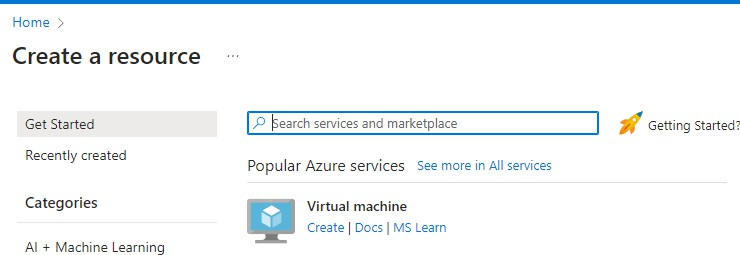 Home >
Create a resource ...
Get Started
Search services and marketplace
Getting Started?
Recently created
Popular Azure services See more in All services
Categories
Virtual machine
Create | Docs | MS Learn
AI + Machine Learning